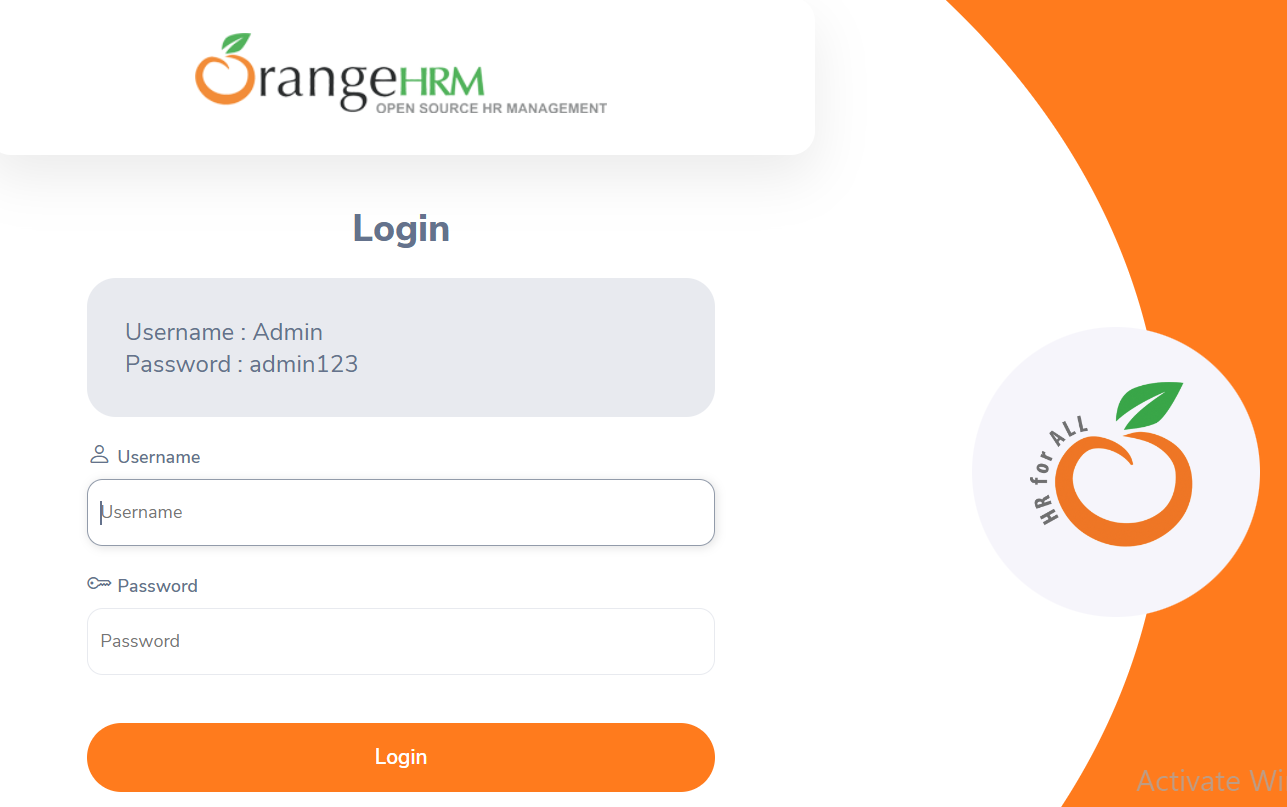 OrangeHRM
OPEN SOURCE HR MANAGEMENT
Login
Username : Admin
Password : admin123
Username
Username
Password
Password
Login
HR for ALL
Activate